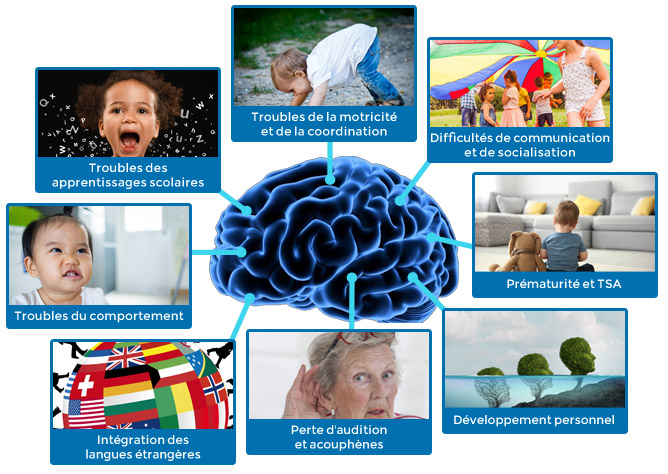 Troubles de la motricité
et de la coordination
Difficultés de communication
et de socialisation
Troubles des
apprentissages scolaires
Prématurité et TSA
Troubles du comportement
Développement personnel
Perte d'audition
et acouphènes
Intégration des
langues étrangères